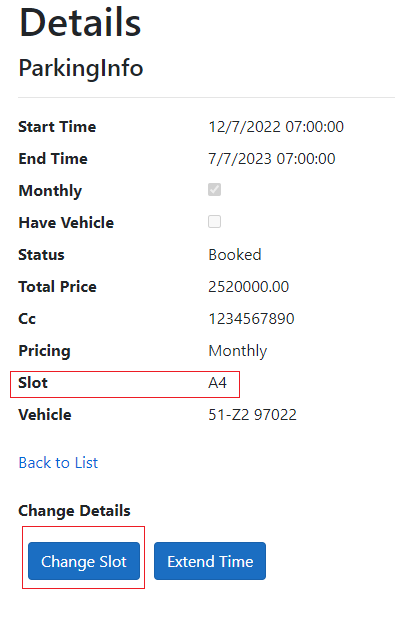 Details
ParkingInfo
Start Time 12/7/2022 07:00:00
End Time 7/7/2023 07:00:00
Monthly
Have Vehicle
Status Booked
Total Price 2520000.00
Cc 1234567890
Pricing Monthly
Slot A4
Vehicle 51-Z2 97022
Back to List
Change Details
Change Slot Extend Time